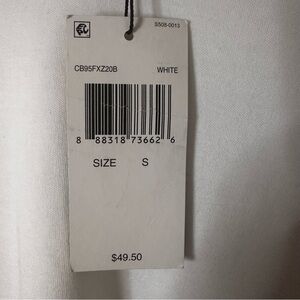 S508-0013
CB95FXZ20B WHITE
8 88318 73662 6
SIZE S
$49.50